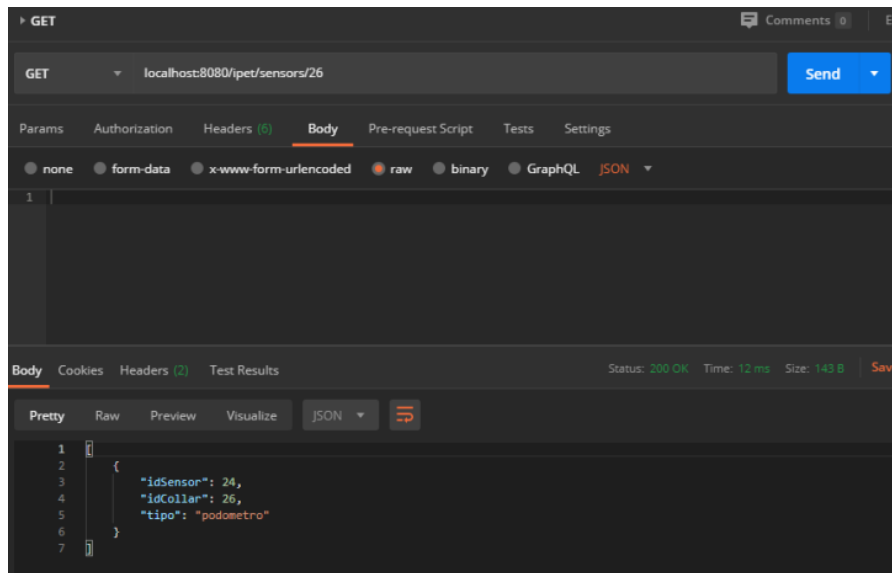 GET
Comments 0
GET localhost:8080/ipet/sensors/26 Send
Params Authorization Headers (6) Body Pre-request Script Tests Settings
none form-data x-www-form-urlencoded raw binary GraphQL JSON
1
Body Cookies Headers (2) Test Results Status: 200 OK Time: 12 ms Size: 143 B Sav
Pretty Raw Preview Visualize JSON
1 [
2 {
3 "idSensor": 24,
4 "idCollar": 26,
5 "tipo": "podometro"
6 }
7 ]